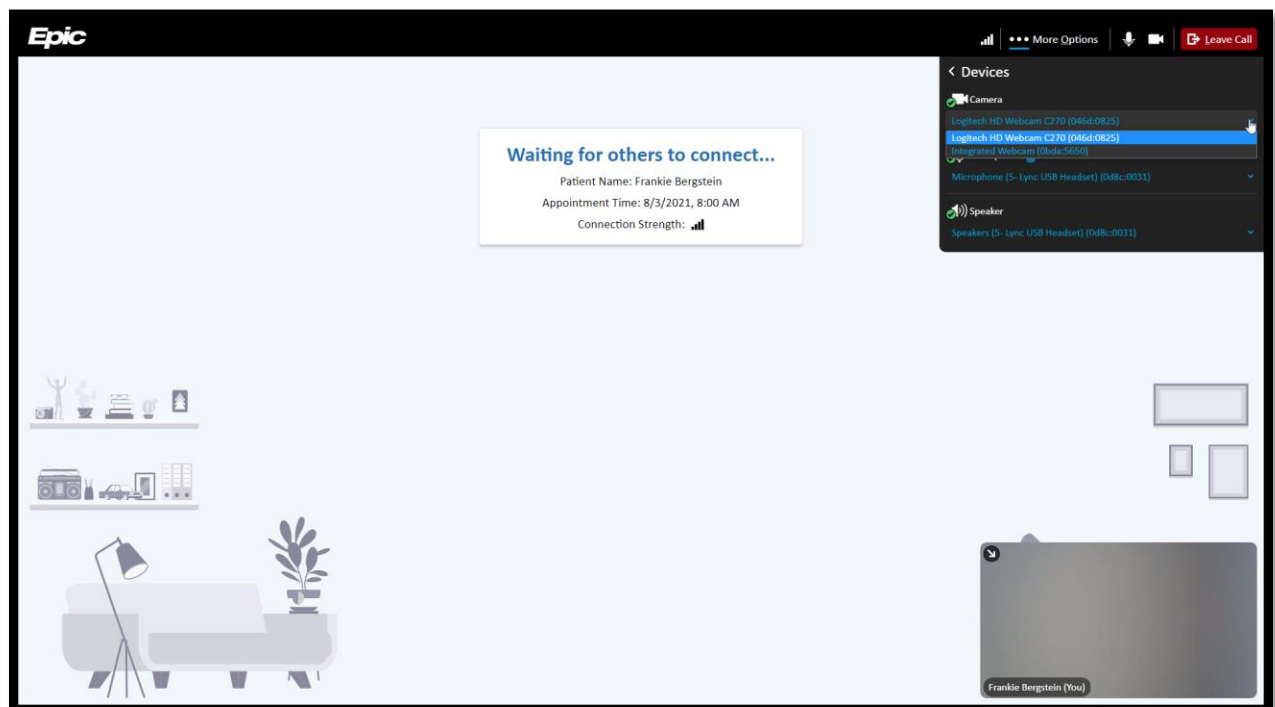 Epic
More Options
Leave Call
Devices
Camera
Logitech HD Webcam C270 (046d:0825)
Logitech HD Webcam C270 (046d:0825)
Integrated Webcam (0bda:5650)
Microphone (5- Lync USB Headset) (0d8c:0031)
Speaker
Speakers (5- Lync USB Headset) (0d8c:0031)
Waiting for others to connect...
Patient Name: Frankie Bergstein
Appointment Time: 8/3/2021, 8:00 AM
Connection Strength:
Frankie Bergstein (You)